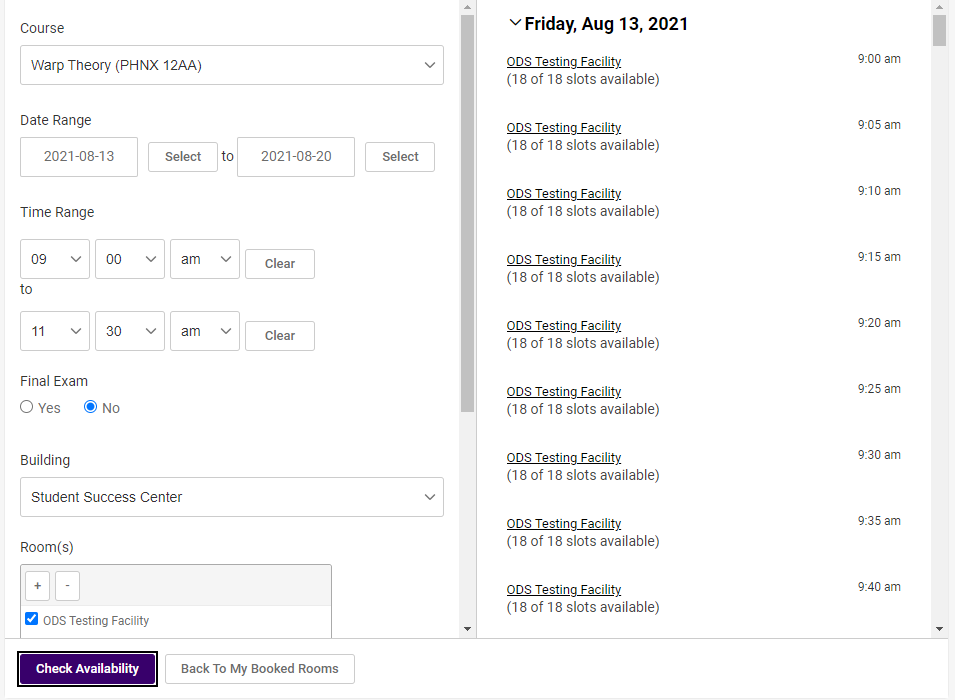 Course
Warp Theory (PHNX 12AA)
Date Range
2021-08-13 Select to 2021-08-20 Select
Time Range
09 00 am Clear
to
11 30 am Clear
Final Exam
Yes No
Building
Student Success Center
Room(s)
+ -
ODS Testing Facility
Check Availability Back To My Booked Rooms
Friday, Aug 13, 2021
ODS Testing Facility 9:00 am
(18 of 18 slots available)
ODS Testing Facility 9:05 am
(18 of 18 slots available)
ODS Testing Facility 9:10 am
(18 of 18 slots available)
ODS Testing Facility 9:15 am
(18 of 18 slots available)
ODS Testing Facility 9:20 am
(18 of 18 slots available)
ODS Testing Facility 9:25 am
(18 of 18 slots available)
ODS Testing Facility 9:30 am
(18 of 18 slots available)
ODS Testing Facility 9:35 am
(18 of 18 slots available)
ODS Testing Facility 9:40 am
(18 of 18 slots available)